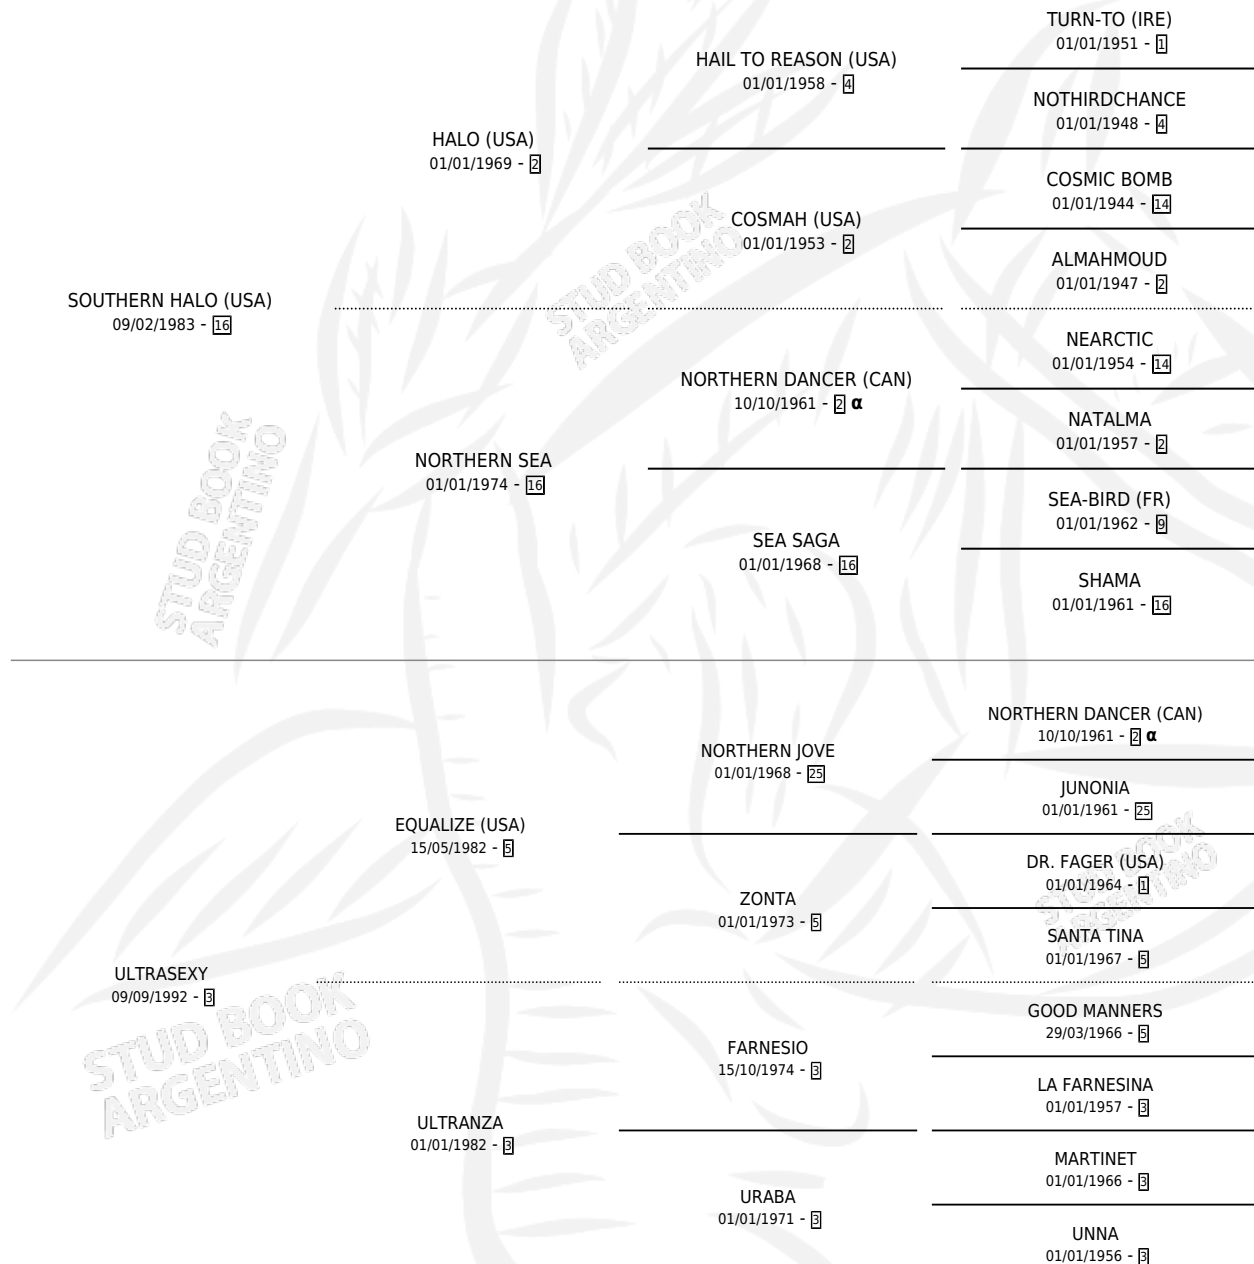 TURN-TO (IRE)
01/01/1951 - 1
HAIL TO REASON (USA)
01/01/1958 - 4
NOTHIRDCHANCE
01/01/1948 - 4
HALO (USA)
01/01/1969 - 2
COSMIC BOMB
01/01/1944 - 14
COSMAH (USA)
01/01/1953 - 2
ALMAHMOUD
01/01/1947 - 2
SOUTHERN HALO (USA)
09/02/1983 - 16
NEARCTIC
01/01/1954 - 14
NORTHERN DANCER (CAN)
10/10/1961 - 2 α
NATALMA
01/01/1957 - 2
NORTHERN SEA
01/01/1974 - 16
SEA-BIRD (FR)
01/01/1962 - 9
SEA SAGA
01/01/1968 - 16
SHAMA
01/01/1961 - 16
NORTHERN DANCER (CAN)
10/10/1961 - 2 α
NORTHERN JOVE
01/01/1968 - 25
JUNONIA
01/01/1961 - 25
EQUALIZE (USA)
15/05/1982 - 5
DR. FAGER (USA)
01/01/1964 - 1
ZONTA
01/01/1973 - 5
SANTA TINA
01/01/1967 - 5
ULTRASEXY
09/09/1992 - 3
GOOD MANNERS
29/03/1966 - 5
FARNESIO
15/10/1974 - 3
LA FARNESINA
01/01/1957 - 3
ULTRANZA
01/01/1982 - 3
MARTINET
01/01/1966 - 3
URABA
01/01/1971 - 3
UNNA
01/01/1956 - 3
STUD BOOK
ARGENTINO
STUD BOOK
ARGENTINO
STUD BOOK
ARGENTINO
STUD BOOK
ARGENTINO